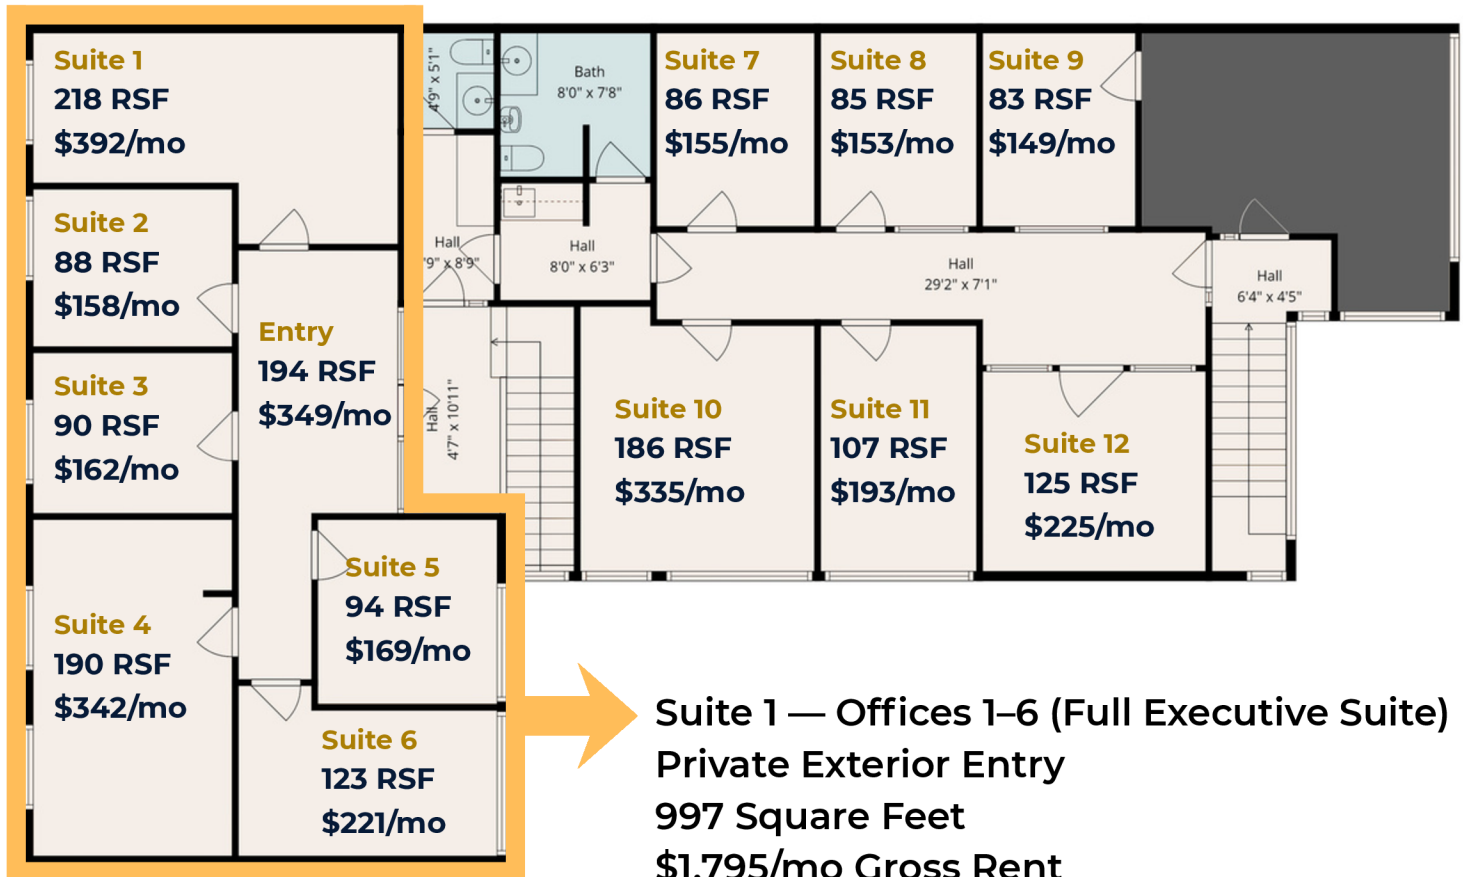 Suite 1
218 RSF
$392/mo
Suite 2
88 RSF
$158/mo
Suite 3
90 RSF
$162/mo
Suite 4
190 RSF
$342/mo
Entry
194 RSF
$349/mo
Suite 5
94 RSF
$169/mo
Suite 6
123 RSF
$221/mo
4'9" x 5'1"
Bath
8'0" x 7'8"
Hall
'9" x 8'9"
Hall
8'0" x 6'3"
Hall
4'7" x 10'11"
Suite 7
86 RSF
$155/mo
Suite 8
85 RSF
$153/mo
Suite 9
83 RSF
$149/mo
Hall
29'2" x 7'1"
Hall
6'4" x 4'5"
Suite 10
186 RSF
$335/mo
Suite 11
107 RSF
$193/mo
Suite 12
125 RSF
$225/mo
Suite 1 — Offices 1–6 (Full Executive Suite)
Private Exterior Entry
997 Square Feet
$1,795/mo Gross Rent